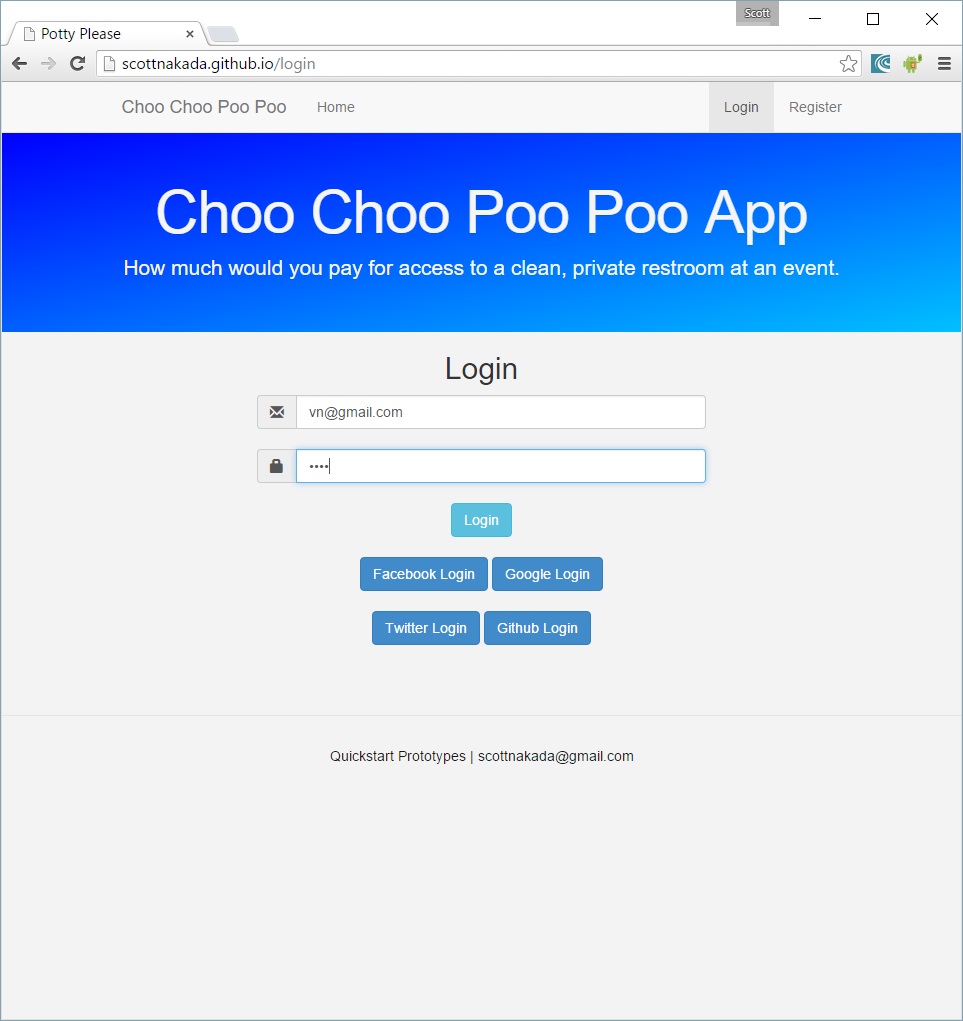 Scott
Potty Please
scottnakada.github.io/login
Choo Choo Poo Poo Home Login Register
Choo Choo Poo Poo App
How much would you pay for access to a clean, private restroom at an event.
Login
vn@gmail.com
••••
Login
Facebook Login Google Login
Twitter Login Github Login
Quickstart Prototypes | scottnakada@gmail.com